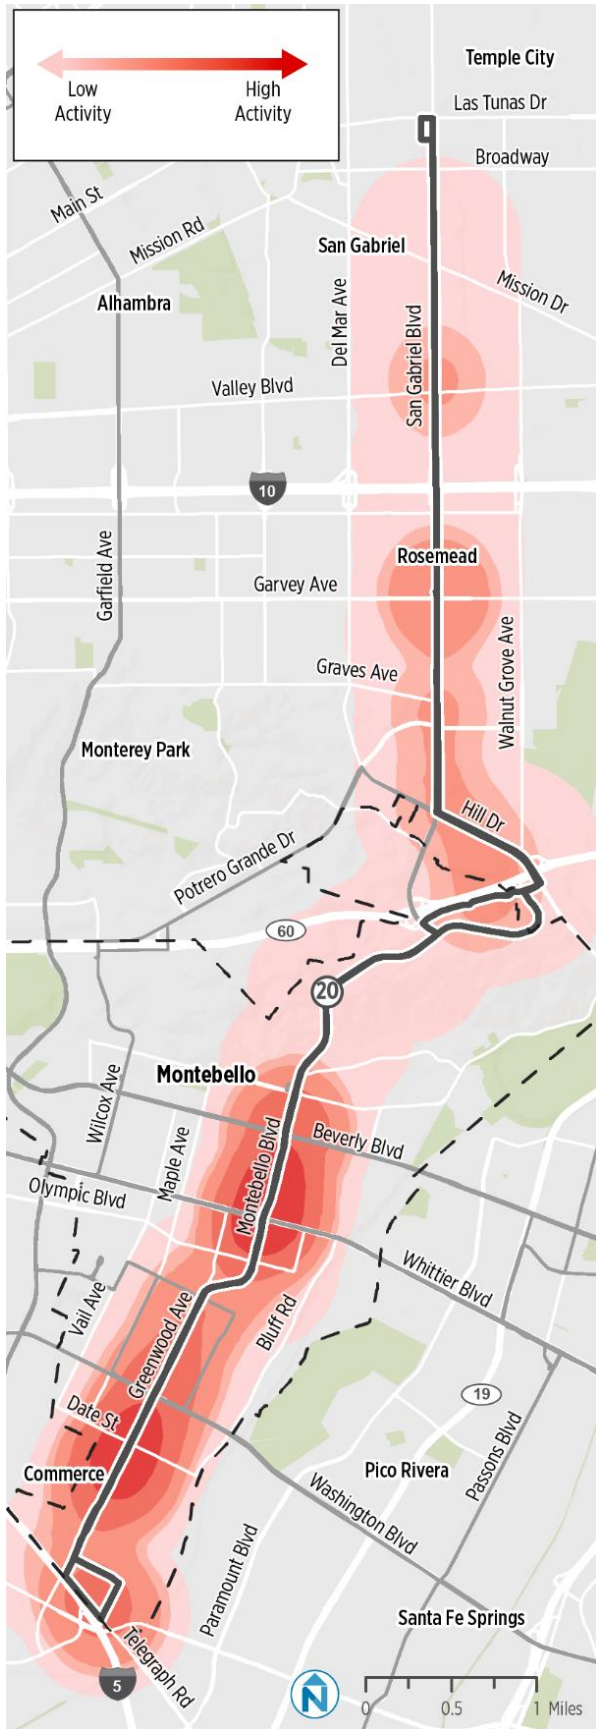 Low
Activity
High
Activity
Temple City
Las Tunas Dr
Broadway
Main St
Mission Rd
San Gabriel
Mission Dr
Alhambra
Del Mar Ave
San Gabriel Blvd
Valley Blvd
10
Rosemead
Garfield Ave
Garvey Ave
Walnut Grove Ave
Graves Ave
Monterey Park
Hill Dr
Potrero Grande Dr
60
20
Montebello
Wilcox Ave
Maple Ave
Montebello Blvd
Beverly Blvd
Olympic Blvd
Whittier Blvd
Vail Ave
Greenwood Ave
Bluff Rd
19
Date St
Commerce
Pico Rivera
Passons Blvd
Washington Blvd
Paramount Blvd
Santa Fe Springs
Telegraph Rd
5
N
0 0.5 1 Miles